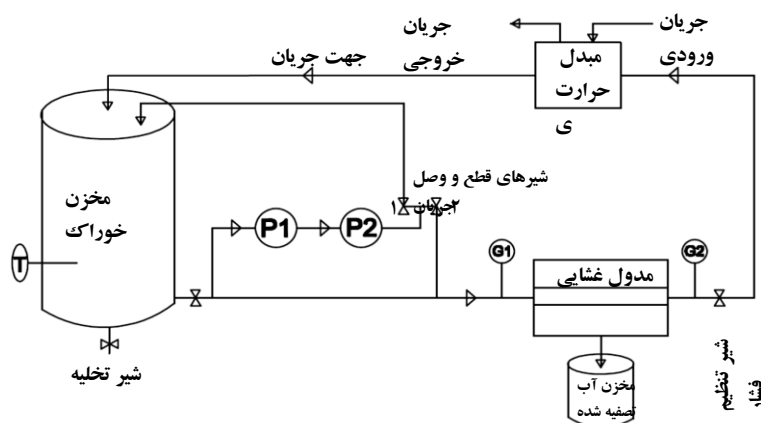 جریان
ورودی
جریان
خروجی
جهت جریان
مبدل
حرارت
ی
مخزن
خوراک
شیرهای قطع و وصل
جریان
۱
۲
P1
P2
T
G1
G2
مدول غشایی
شیر تخلیه
مخزن آب
تصفیه شده
شیر تنظیم
فشار